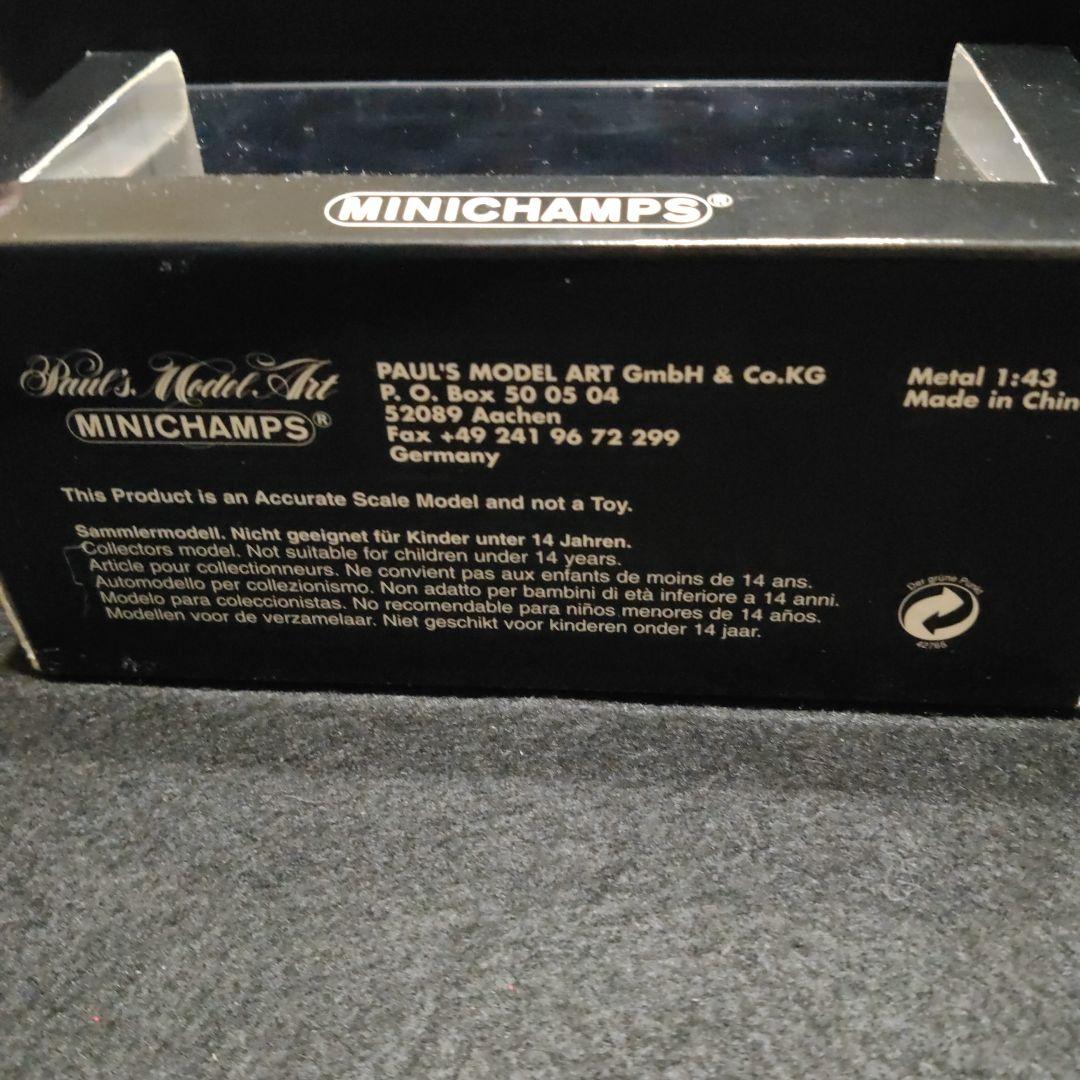 MINICHAMPS®
Paul's Model Art
MINICHAMPS®
PAUL'S MODEL ART GmbH & Co.KG
P. O. Box 50 05 04
52089 Aachen
Fax +49 241 96 72 299
Germany
Metal 1:43
Made in Chin
This Product is an Accurate Scale Model and not a Toy.
Sammlermodell. Nicht geeignet für Kinder unter 14 Jahren.
Collectors model. Not suitable for children under 14 years.
Article pour collectionneurs. Ne convient pas aux enfants de moins de 14 ans.
Automodello per collezionismo. Non adatto per bambini di età inferiore a 14 anni.
Modelo para coleccionistas. No recomendable para niños menores de 14 años.
Modellen voor de verzamelaar. Niet geschikt voor kinderen onder 14 jaar.
Der grüne Punkt